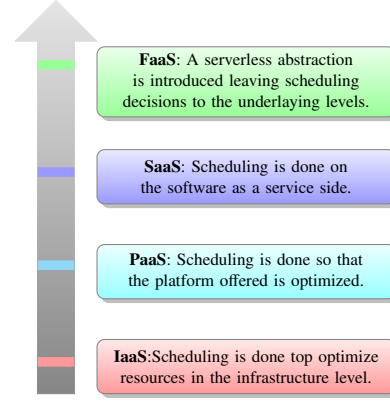 FaaS: A serverless abstraction
is introduced leaving scheduling
decisions to the underlaying levels.
SaaS: Scheduling is done on
the software as a service side.
PaaS: Scheduling is done so that
the platform offered is optimized.
IaaS:Scheduling is done top optimize
resources in the infrastructure level.